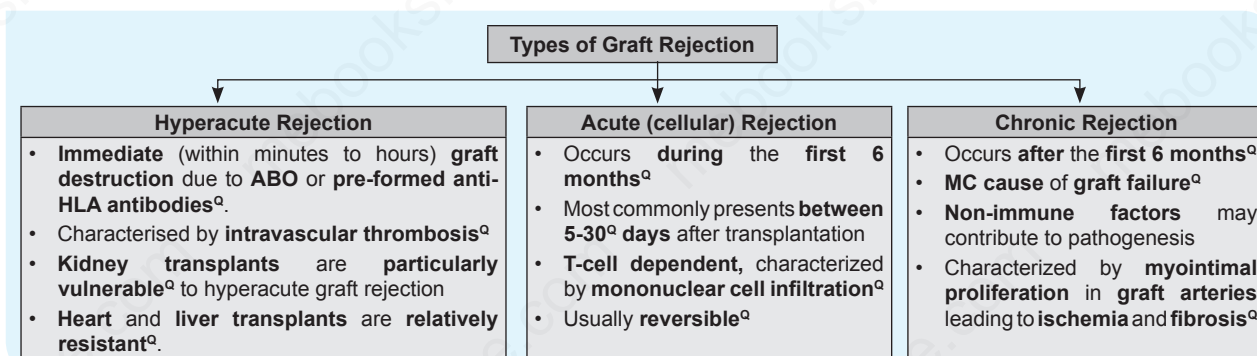 Types of Graft Rejection
Hyperacute Rejection
• Immediate (within minutes to hours) graft
destruction due to ABO or pre-formed anti-
HLA antibodiesQ.
• Characterised by intravascular thrombosisQ
• Kidney transplants are particularly
vulnerableQ to hyperacute graft rejection
• Heart and liver transplants are relatively
resistantQ.
Acute (cellular) Rejection
• Occurs during the first 6
monthsQ
• Most commonly presents between
5-30Q days after transplantation
• T-cell dependent, characterized
by mononuclear cell infiltrationQ
• Usually reversibleQ
Chronic Rejection
• Occurs after the first 6 monthsQ
• MC cause of graft failureQ
• Non-immune factors may
contribute to pathogenesis
• Characterized by myointimal
proliferation in graft arteries
leading to ischemia and fibrosisQ